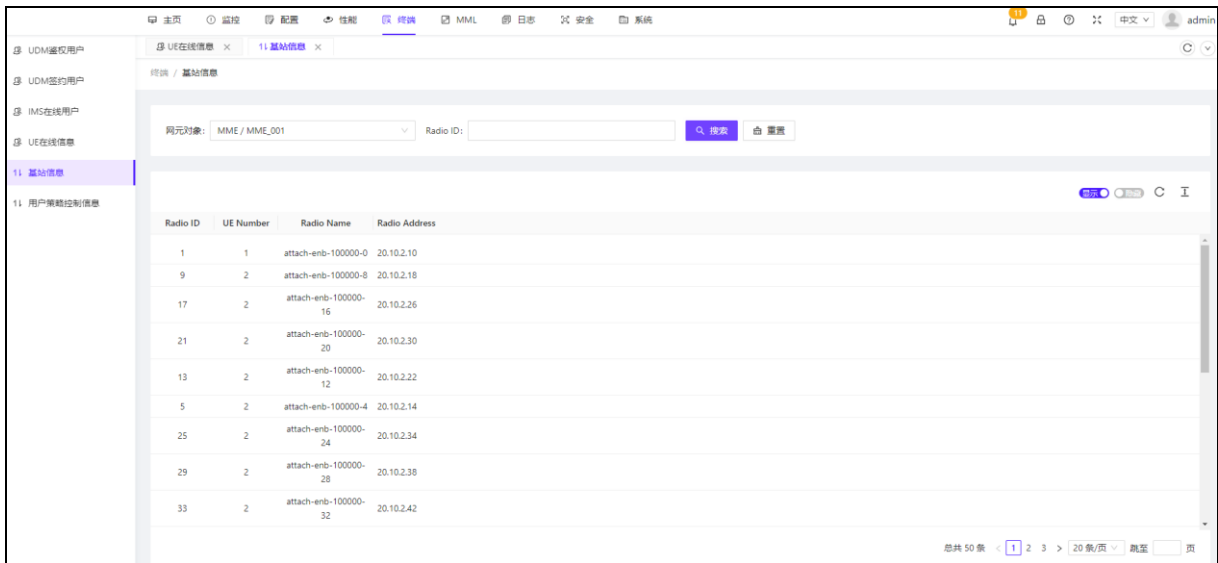 主页 监控 配置 性能 终端 MML 日志 安全 系统 11 中文 admin
UDM鉴权用户
UDM签约用户
IMS在线用户
UE在线信息
基站信息
用户策略控制信息
UE在线信息 基站信息
终端 / 基站信息
网元对象: MME / MME_001 Radio ID: 搜索 重置
显示
Radio ID UE Number Radio Name Radio Address
1 1 attach-enb-100000-0 20.10.2.10
9 2 attach-enb-100000-8 20.10.2.18
17 2 attach-enb-100000-
16 20.10.2.26
21 2 attach-enb-100000-
20 20.10.2.30
13 2 attach-enb-100000-
12 20.10.2.22
5 2 attach-enb-100000-4 20.10.2.14
25 2 attach-enb-100000-
24 20.10.2.34
29 2 attach-enb-100000-
28 20.10.2.38
33 2 attach-enb-100000-
32 20.10.2.42
总共 50 条 < 1 2 3 > 20 条/页 跳至 页